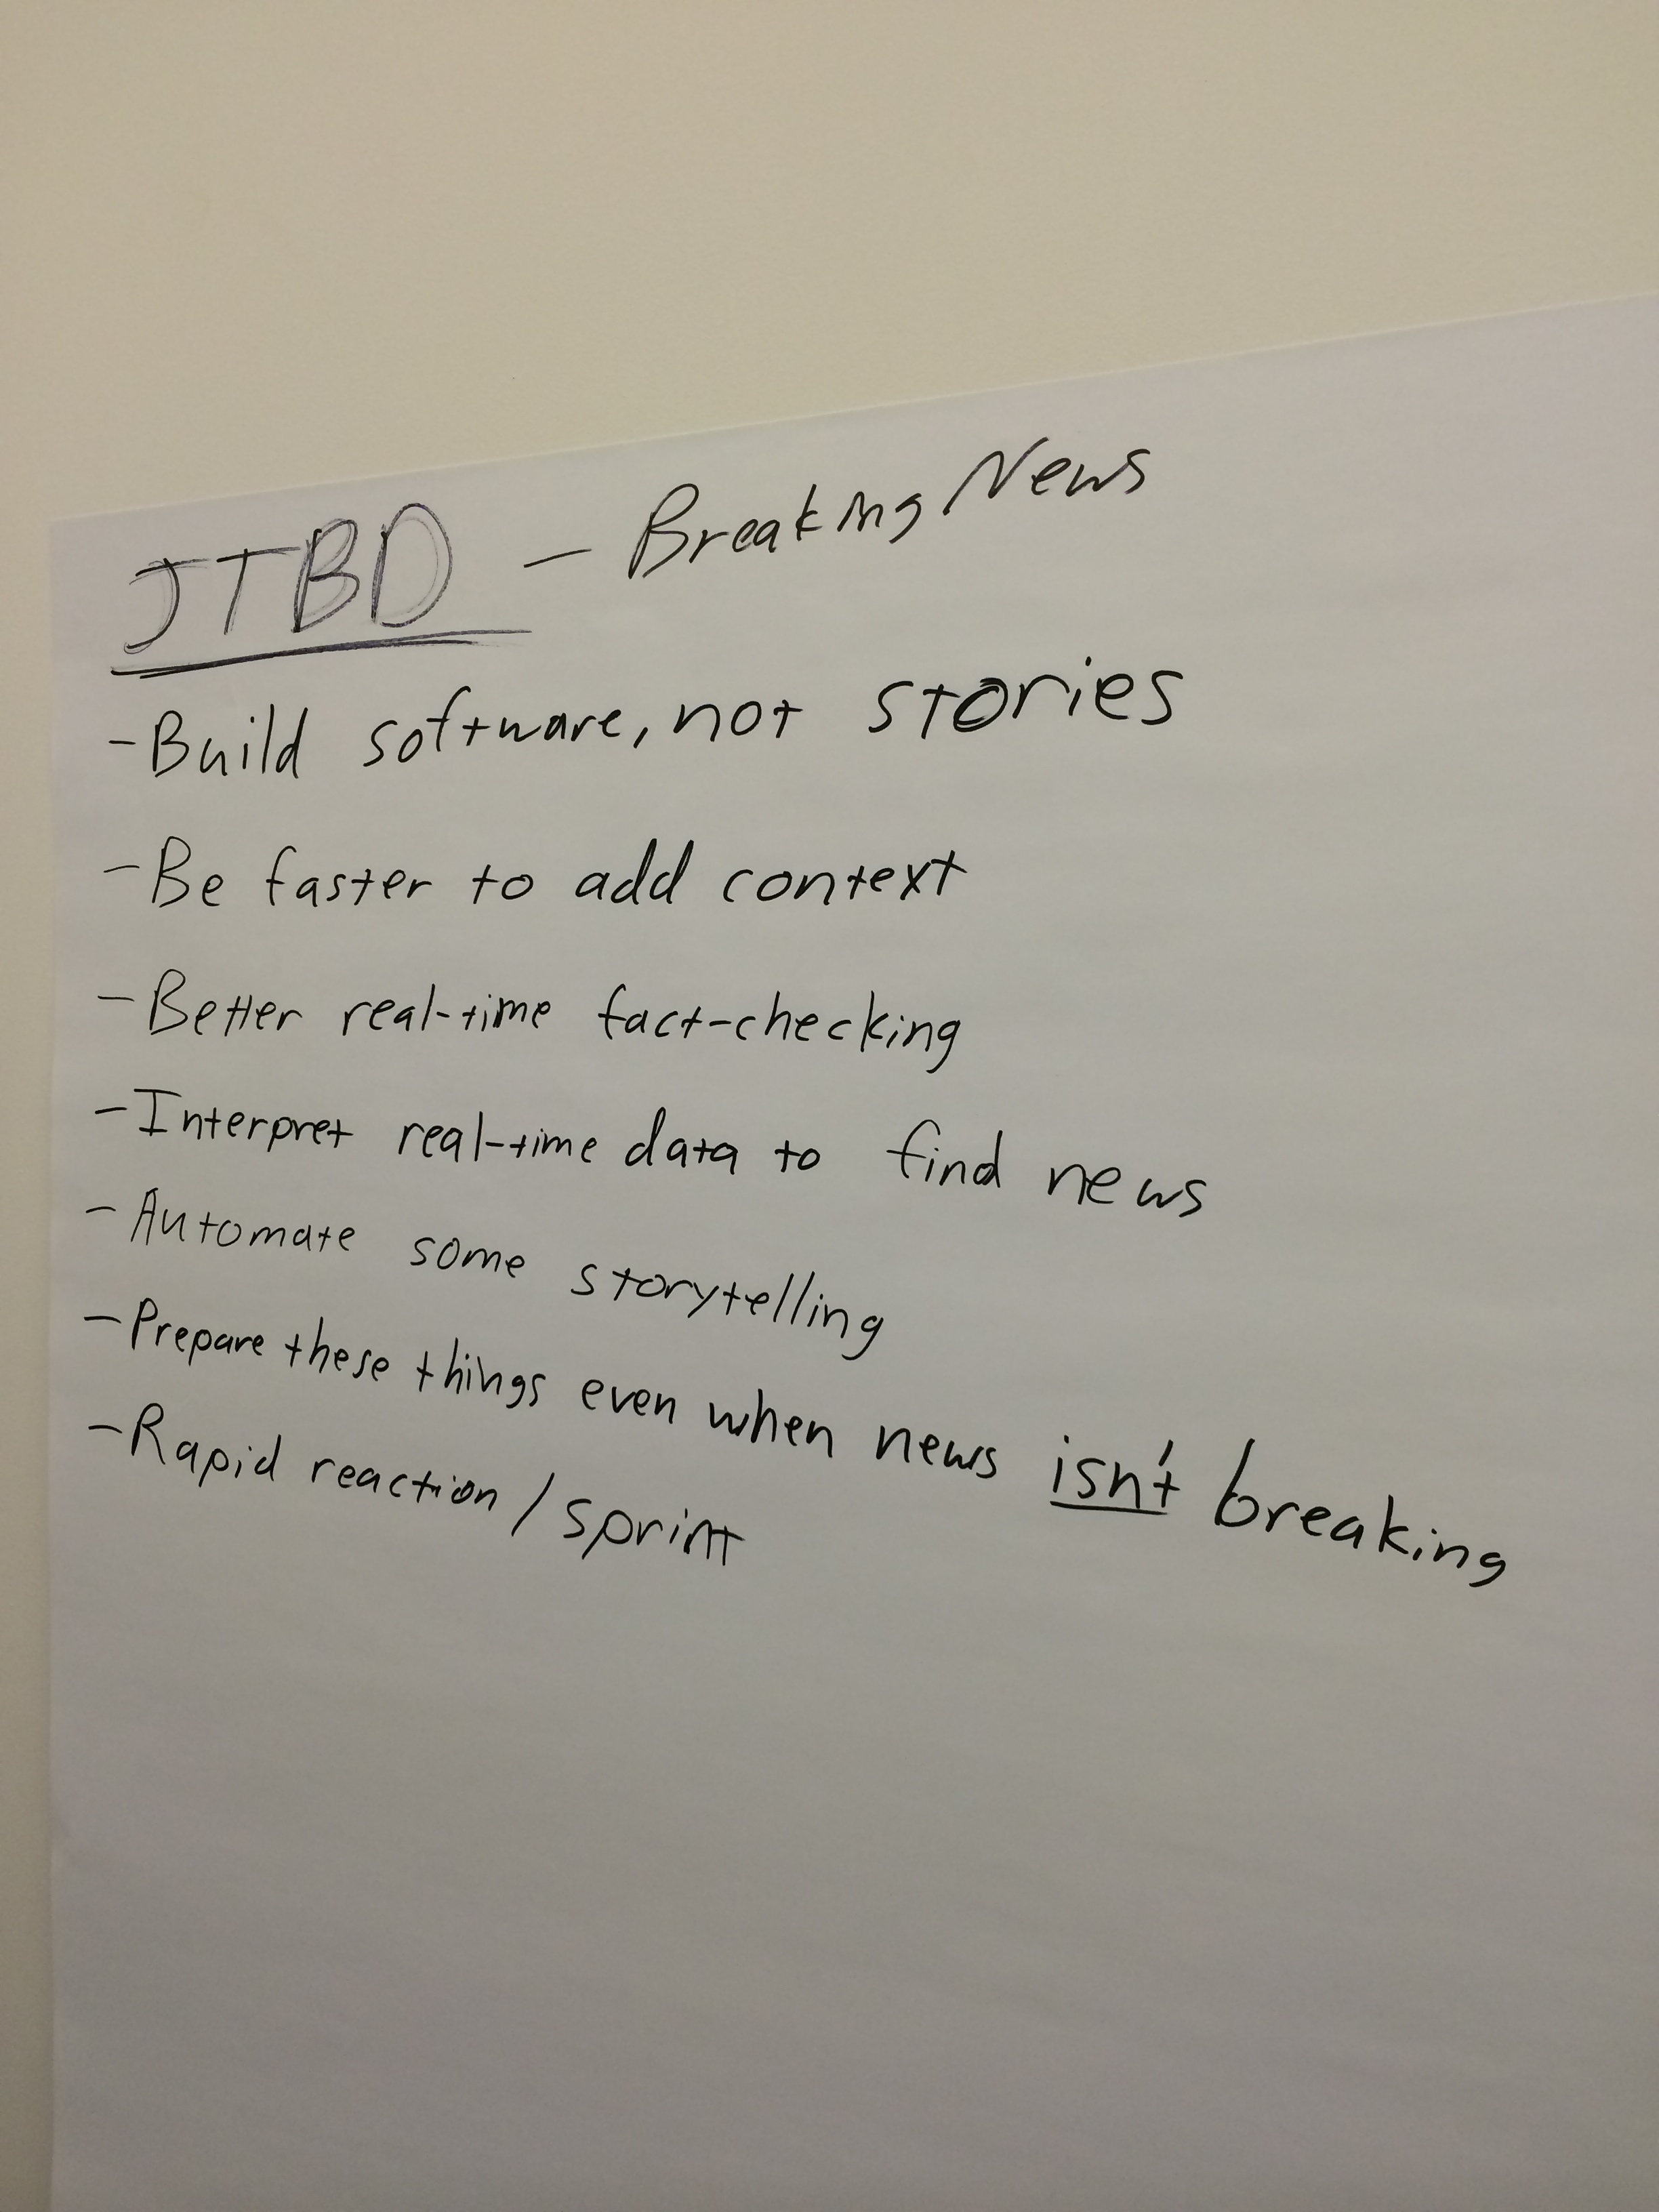 JTBD — Breaking News
- Build software, not stories
- Be faster to add context
- Better real-time fact-checking
- Interpret real-time data to find news
- Automate some storytelling
- Prepare these things even when news isn't breaking
- Rapid reaction / sprint